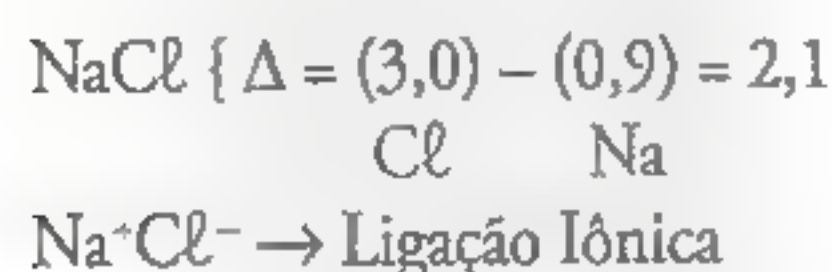 NaCℓ { Δ = (3,0) – (0,9) = 2,1
Cℓ Na
Na⁺Cℓ⁻ → Ligação Iônica